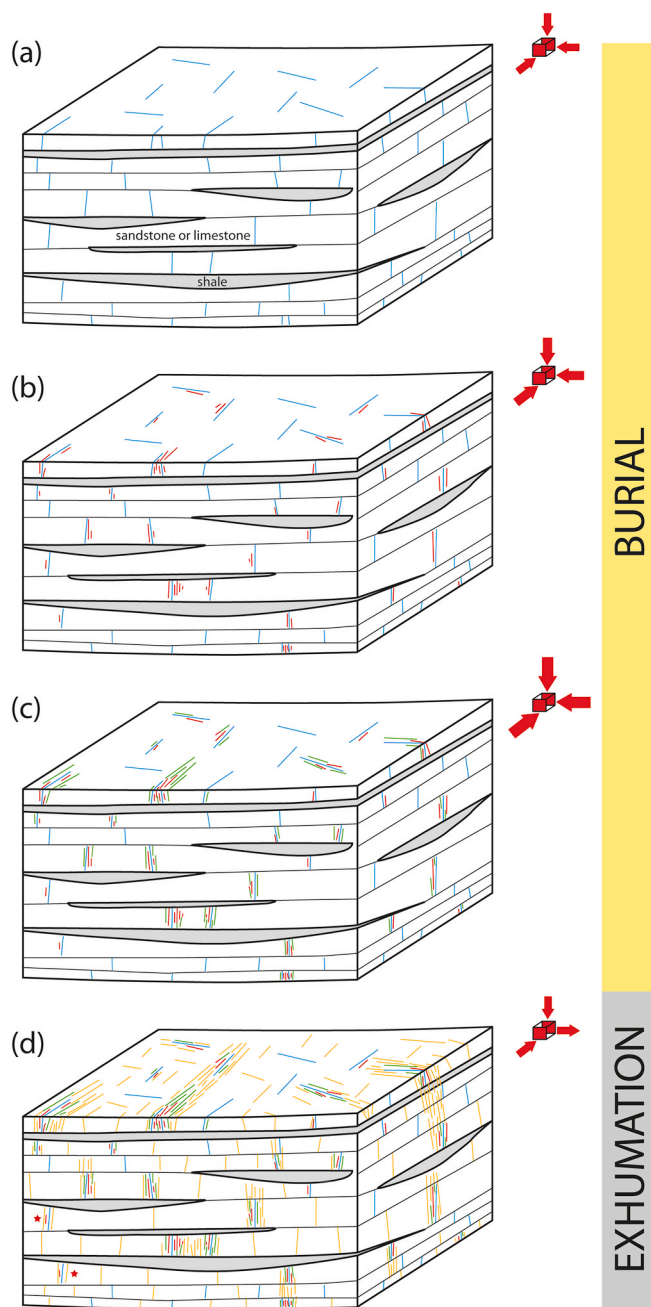 (a)
sandstone or limestone
shale
(b)
BURIAL
(c)
(d)
EXHUMATION